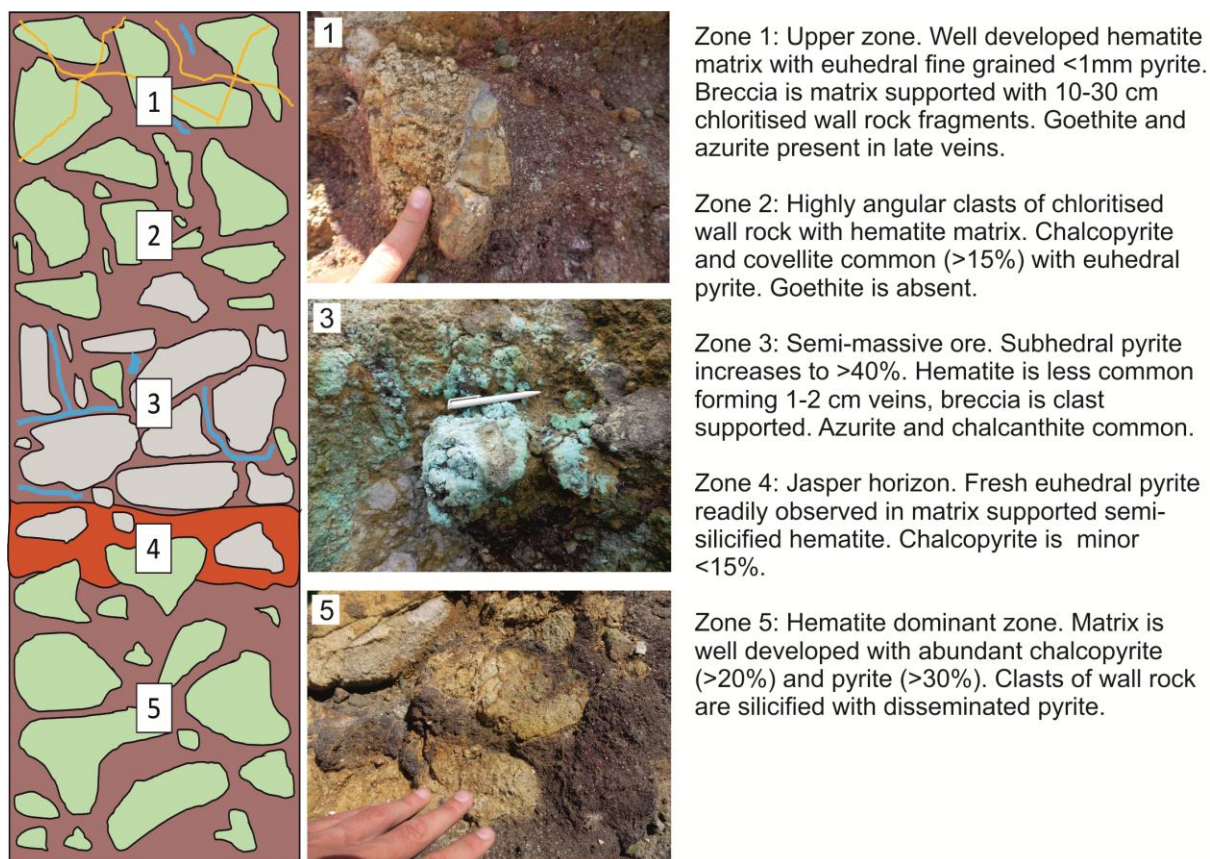 1
2
3
4
5
1
3
5
Zone 1: Upper zone. Well developed hematite
matrix with euhedral fine grained <1mm pyrite.
Breccia is matrix supported with 10-30 cm
chloritised wall rock fragments. Goethite and
azurite present in late veins.
Zone 2: Highly angular clasts of chloritised
wall rock with hematite matrix. Chalcopyrite
and covellite common (>15%) with euhedral
pyrite. Goethite is absent.
Zone 3: Semi-massive ore. Subhedral pyrite
increases to >40%. Hematite is less common
forming 1-2 cm veins, breccia is clast
supported. Azurite and chalcanthite common.
Zone 4: Jasper horizon. Fresh euhedral pyrite
readily observed in matrix supported semi-
silicified hematite. Chalcopyrite is  minor
<15%.
Zone 5: Hematite dominant zone. Matrix is
well developed with abundant chalcopyrite
(>20%) and pyrite (>30%). Clasts of wall rock
are silicified with disseminated pyrite.